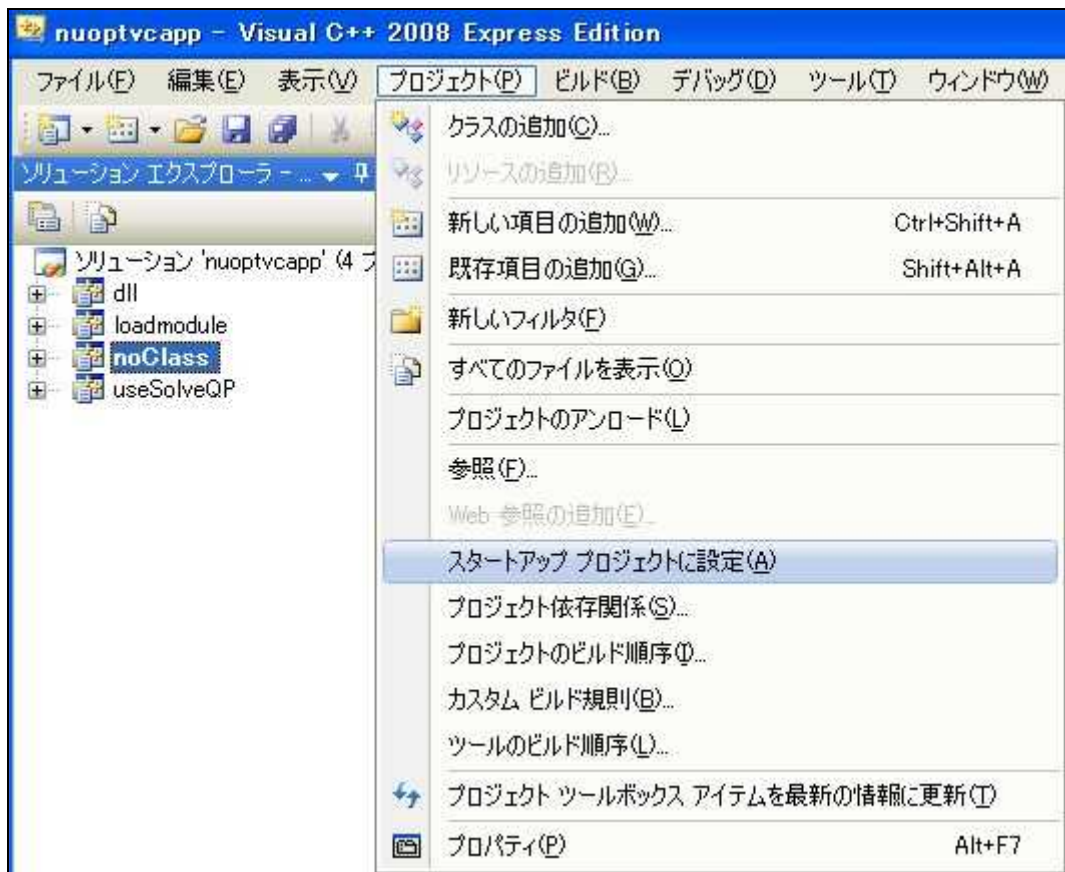 nuoptvcapp - Visual C++ 2008 Express Edition
ファイル(F) 編集(E) 表示(V) プロジェクト(P) ビルド(B) デバッグ(D) ツール(T) ウィンドウ(W)
ソリューション エクスプローラ - ...
ソリューション 'nuoptvcapp' (4 プ
dll
loadmodule
noClass
useSolveQP
クラスの追加(C)...
リソースの追加(R)...
新しい項目の追加(W)... Ctrl+Shift+A
既存項目の追加(G)... Shift+Alt+A
新しいフィルタ(F)
すべてのファイルを表示(O)
プロジェクトのアンロード(L)
参照(F)...
Web 参照の追加(E)...
スタートアップ プロジェクトに設定(A)
プロジェクト依存関係(S)...
プロジェクトのビルド順序(I)...
カスタム ビルド規則(B)...
ツールのビルド順序(L)...
プロジェクト ツールボックス アイテムを最新の情報に更新(T)
プロパティ(P) Alt+F7